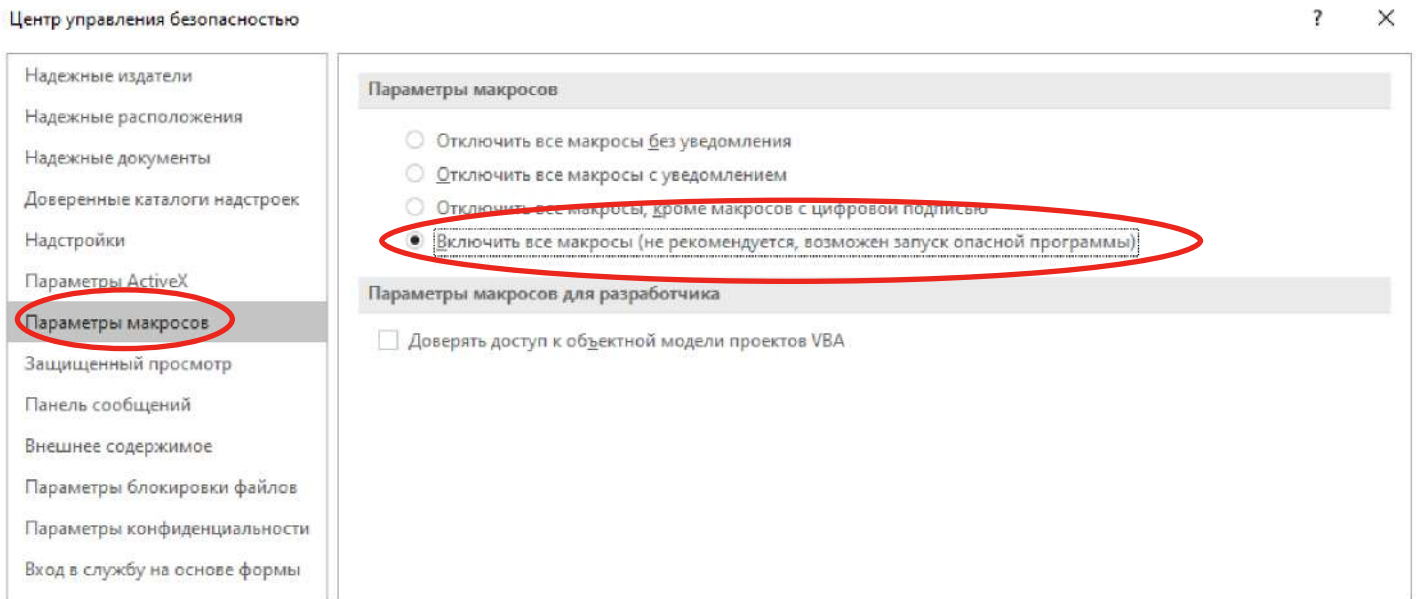 Центр управления безопасностью
?
Надежные издатели
Надежные расположения
Надежные документы
Доверенные каталоги надстроек
Надстройки
Параметры ActiveX
Параметры макросов
Защищенный просмотр
Панель сообщений
Внешнее содержимое
Параметры блокировки файлов
Параметры конфиденциальности
Вход в службу на основе формы
Параметры макросов
Отключить все макросы без уведомления
Отключить все макросы с уведомлением
Отключить все макросы, кроме макросов с цифровой подписью
Включить все макросы (не рекомендуется, возможен запуск опасной программы)
Параметры макросов для разработчика
Доверять доступ к объектной модели проектов VBA